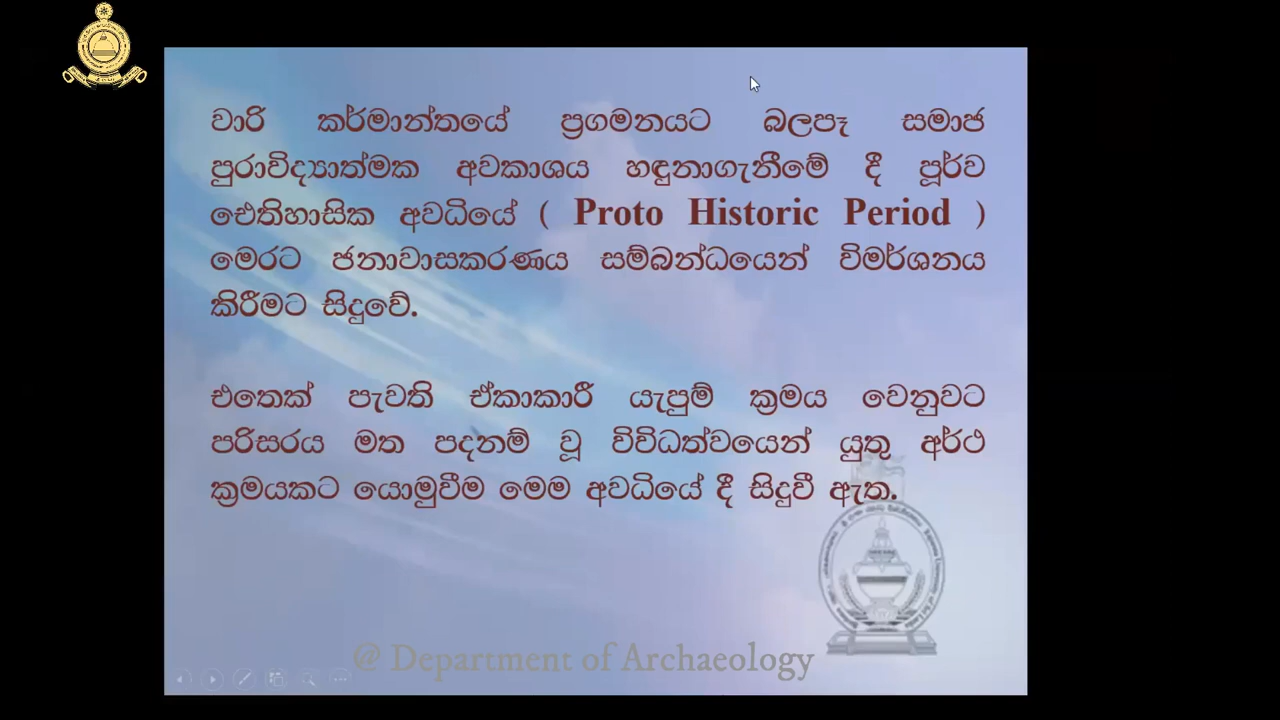 වාරි කර්මාන්තයේ ප්‍රගමනයට බලපෑ සමාජ
පුරාවිද්‍යාත්මක අවකාශය හඳුනාගැනීමේ දී පූර්ව
ඓතිහාසික අවධියේ ( Proto Historic Period )
මෙරට ජනාවාසකරණය සම්බන්ධයෙන් විමර්ශනය
කිරීමට සිදුවේ.
එතෙක් පැවති ඒකාකාරී යැපුම් ක්‍රමය වෙනුවට
පරිසරය මත පදනම් වූ විවිධත්වයෙන් යුතු අර්ථ
ක්‍රමයකට යොමුවීම මෙම අවධියේ දී සිදුවී ඇත.
@ Department of Archaeology